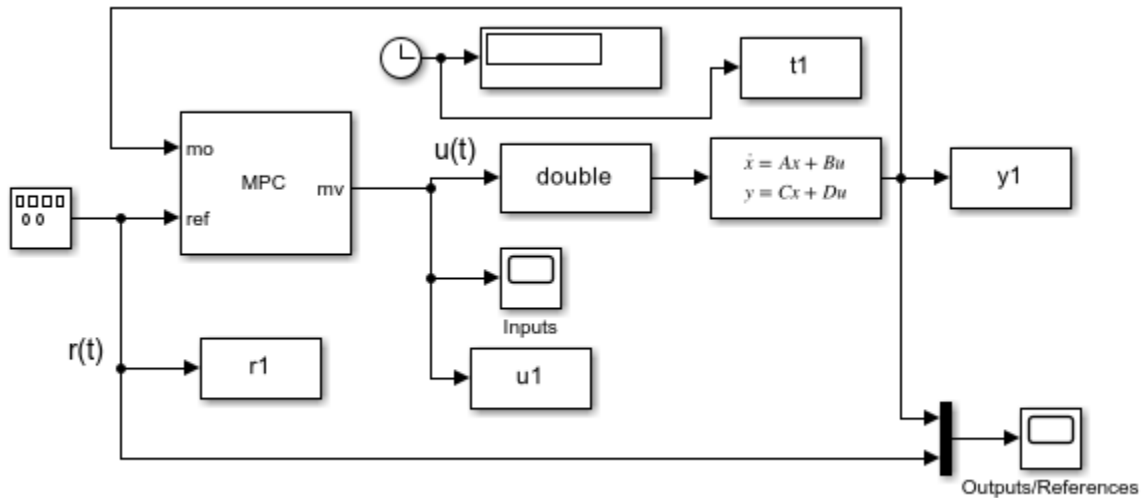 t1
mo
MPC
mv
ref
u(t)
double
ẋ = Ax + Bu
y = Cx + Du
y1
Inputs
r(t)
r1
u1
Outputs/References